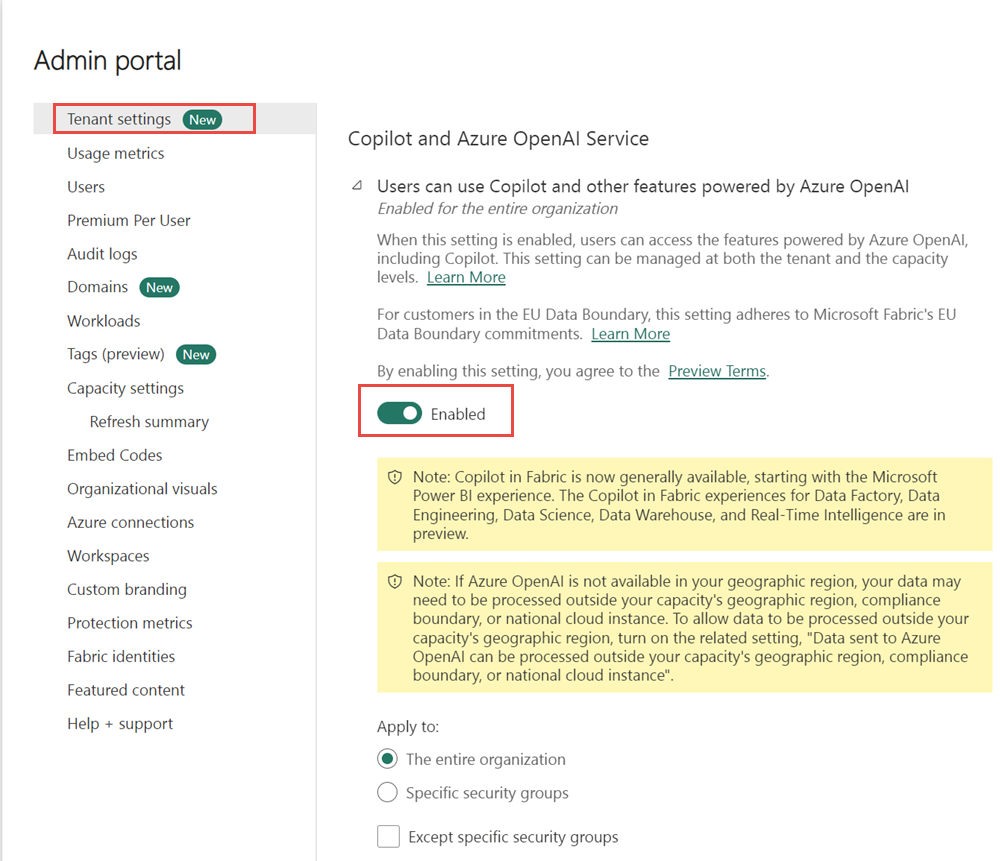 Admin portal
Tenant settings New
Usage metrics
Users
Premium Per User
Audit logs
Domains New
Workloads
Tags (preview) New
Capacity settings
Refresh summary
Embed Codes
Organizational visuals
Azure connections
Workspaces
Custom branding
Protection metrics
Fabric identities
Featured content
Help + support
Copilot and Azure OpenAI Service
Users can use Copilot and other features powered by Azure OpenAI
Enabled for the entire organization
When this setting is enabled, users can access the features powered by Azure OpenAI,
including Copilot. This setting can be managed at both the tenant and the capacity
levels. Learn More
For customers in the EU Data Boundary, this setting adheres to Microsoft Fabric's EU
Data Boundary commitments. Learn More
By enabling this setting, you agree to the Preview Terms.
Enabled
Note: Copilot in Fabric is now generally available, starting with the Microsoft
Power BI experience. The Copilot in Fabric experiences for Data Factory, Data
Engineering, Data Science, Data Warehouse, and Real-Time Intelligence are in
preview.
Note: If Azure OpenAI is not available in your geographic region, your data may
need to be processed outside your capacity's geographic region, compliance
boundary, or national cloud instance. To allow data to be processed outside your
capacity's geographic region, turn on the related setting, "Data sent to Azure
OpenAI can be processed outside your capacity's geographic region, compliance
boundary, or national cloud instance".
Apply to:
The entire organization
Specific security groups
Except specific security groups